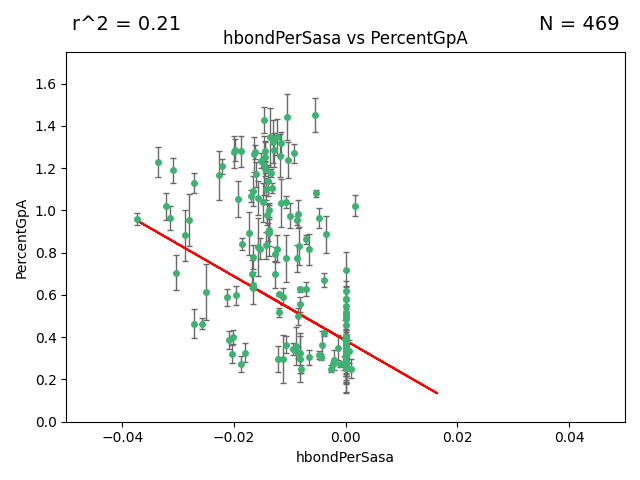 r^2 = 0.21
N = 469
hbondPerSasa vs PercentGpA
1.6
1.4
1.2
1.0
0.8
0.6
0.4
0.2
0.0
PercentGpA
−0.04
−0.02
0.00
0.02
0.04
hbondPerSasa